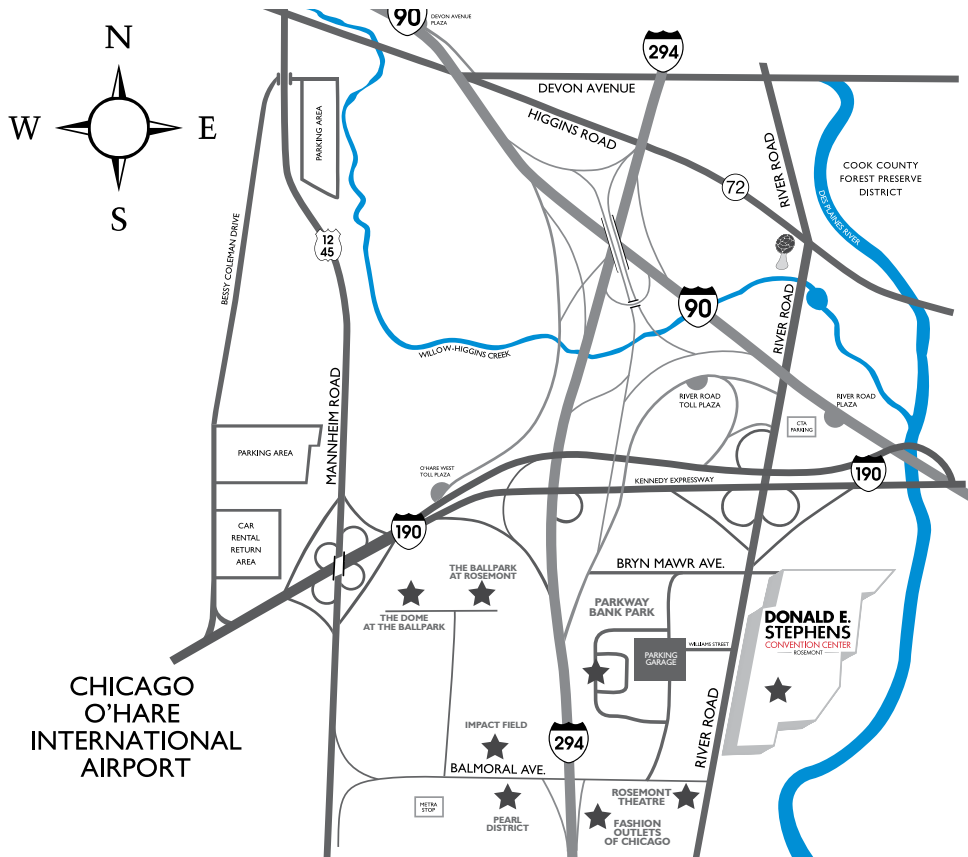 N
W
E
S
90
DEVON AVENUE
PLAZA
294
DEVON AVENUE
HIGGINS ROAD
RIVER ROAD
PARKING AREA
72
COOK COUNTY
FOREST PRESERVE
DISTRICT
DES PLAINES RIVER
12
45
BESSY COLEMAN DRIVE
90
RIVER ROAD
WILLOW-HIGGINS CREEK
MANNHEIM ROAD
RIVER ROAD
TOLL PLAZA
RIVER ROAD
PLAZA
CTA
PARKING
PARKING AREA
O'HARE WEST
TOLL PLAZA
190
KENNEDY EXPRESSWAY
CAR
RENTAL
RETURN
AREA
190
BRYN MAWR AVE.
THE BALLPARK
AT ROSEMONT
THE DOME
AT THE BALLPARK
PARKWAY
BANK PARK
DONALD E.
STEPHENS
CONVENTION CENTER
ROSEMONT
WILLIAMS STREET
PARKING
GARAGE
RIVER ROAD
CHICAGO
O'HARE
INTERNATIONAL
AIRPORT
IMPACT FIELD
294
BALMORAL AVE.
METRA
STOP
PEARL
DISTRICT
ROSEMONT
THEATRE
FASHION
OUTLETS
OF CHICAGO